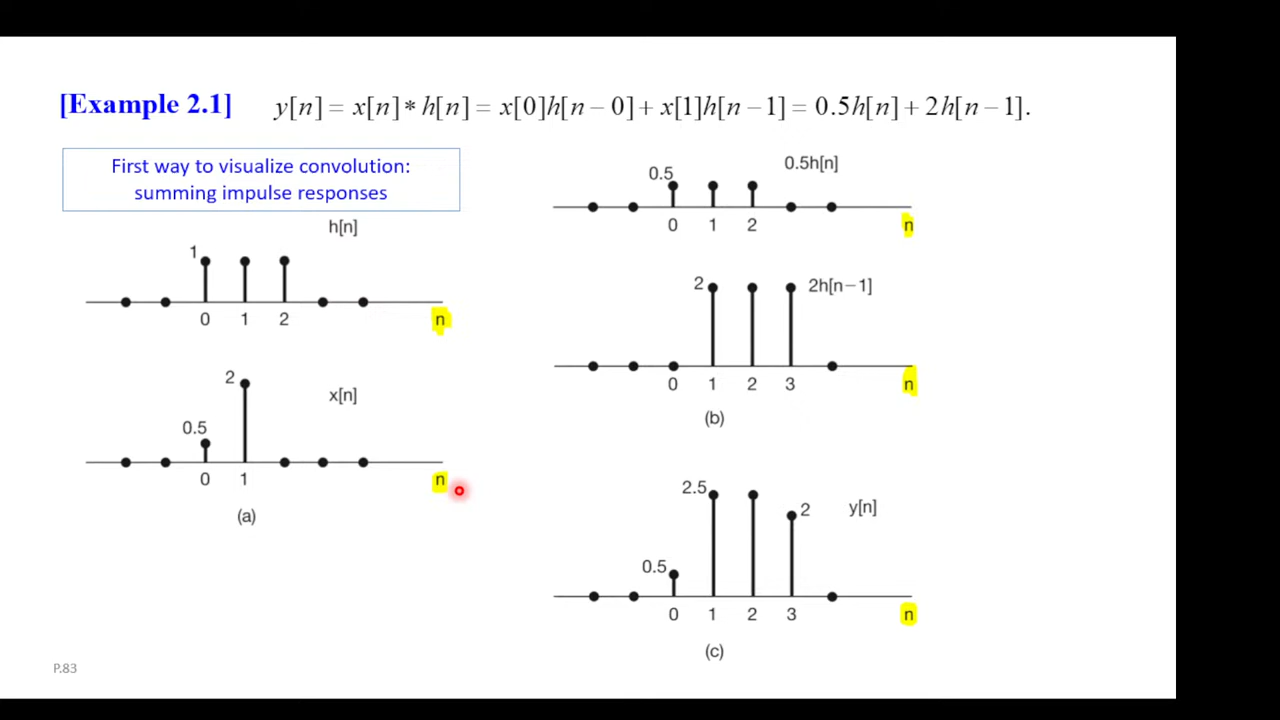 [Example 2.1] y[n] = x[n] * h[n] = x[0]h[n − 0] + x[1]h[n − 1] = 0.5h[n] + 2h[n − 1].
First way to visualize convolution:
summing impulse responses
h[n]
1
0 1 2 n
2 x[n]
0.5
0 1 n
(a)
0.5 0.5h[n]
0 1 2 n
2 2h[n−1]
0 1 2 3 n
(b)
2.5 2 y[n]
0.5
0 1 2 3 n
(c)
P.83